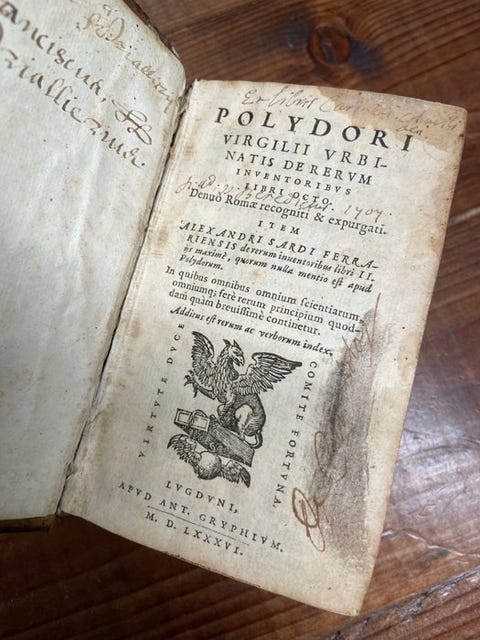 Ex libris
POLYDORI
VIRGILII VRBI-
NATIS DE RERVM
INVENTORIBVS
LIBRI OCTO.
Denuo Romæ recogniti & expurgati.
ITEM
ALEXANDRI SARDI FERRA-
RIENSIS de rerum inuentoribus libri II.
ijs maximè, quorum nulla mentio est apud
Polydorum.
In quibus omnibus omnium scientiarum,
omniumq; ferè rerum principium quod-
dam quàm breuissimè continetur.
Additus est rerum ac verborum index.
VIRTVTE DVCE
COMITE FORTVNA.
LVGDVNI,
APVD ANT. GRYPHIVM.
M. D. LXXXVI.